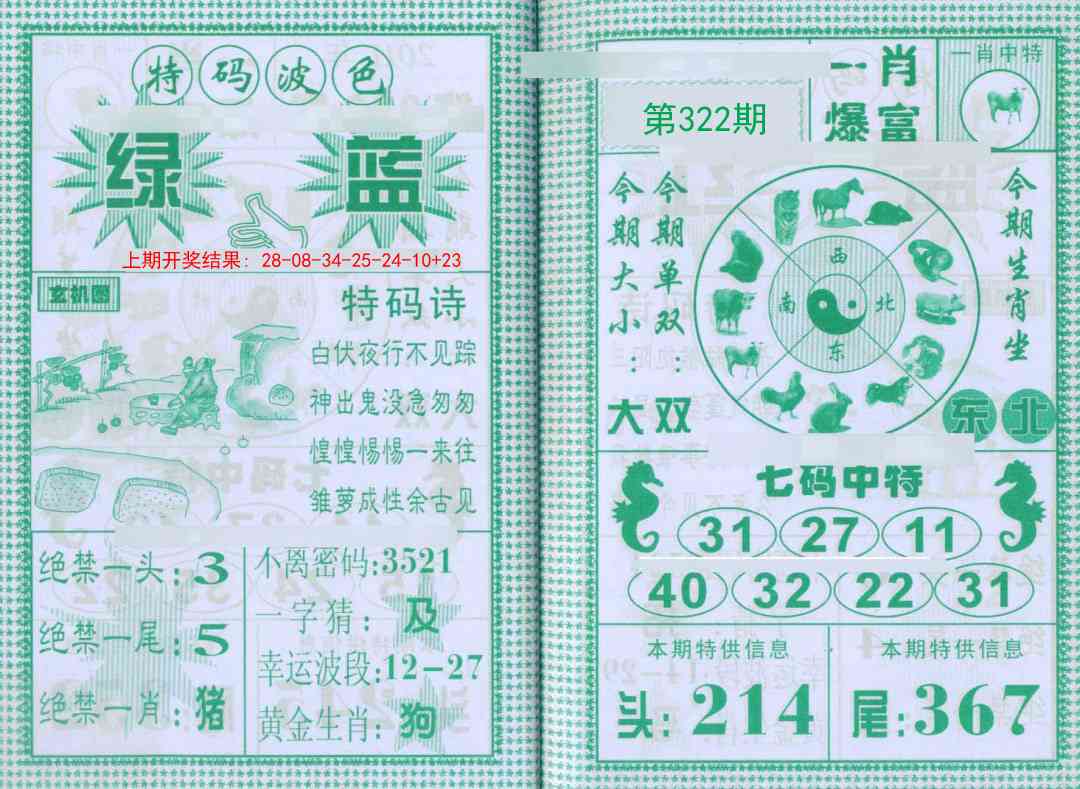 特码波色
绿 蓝
上期开奖结果: 28-08-34-25-24-10+23
玄机图
特码诗
白伏夜行不见踪
神出鬼没急匆匆
惶惶惕惕一来往
雏萝成性余古见
绝禁一头:3
绝禁一尾:5
绝禁一肖:猪
不离密码:3521
一字猜:及
幸运波段:12-27
黄金生肖:狗
第322期
一肖
爆富
一肖中特
今期大小:大
今期单双:双
西
南
北
东
今期生肖坐
东北
七码中特
31 27 11
40 32 22 31
本期特供信息
头:214
本期特供信息
尾:367